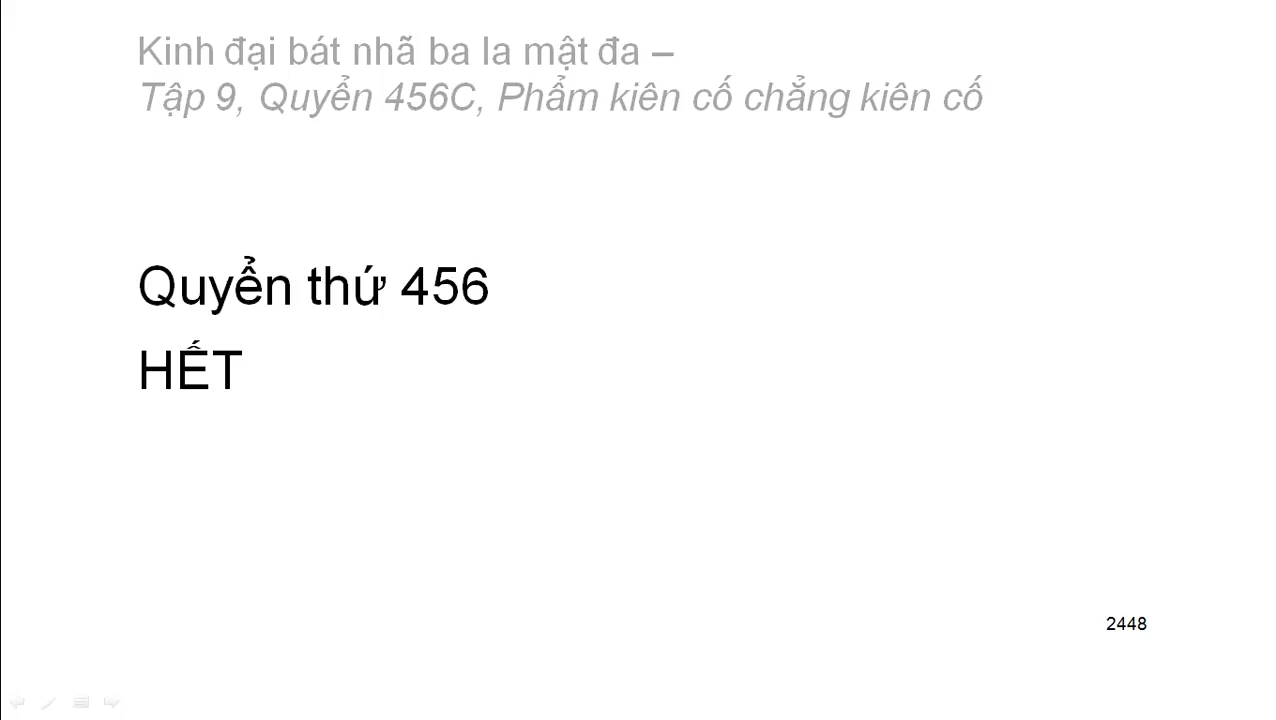 Kinh đại bát nhã ba la mật đa –
Tập 9, Quyển 456C, Phẩm kiên cố chẳng kiên cố
Quyển thứ 456
HẾT
2448